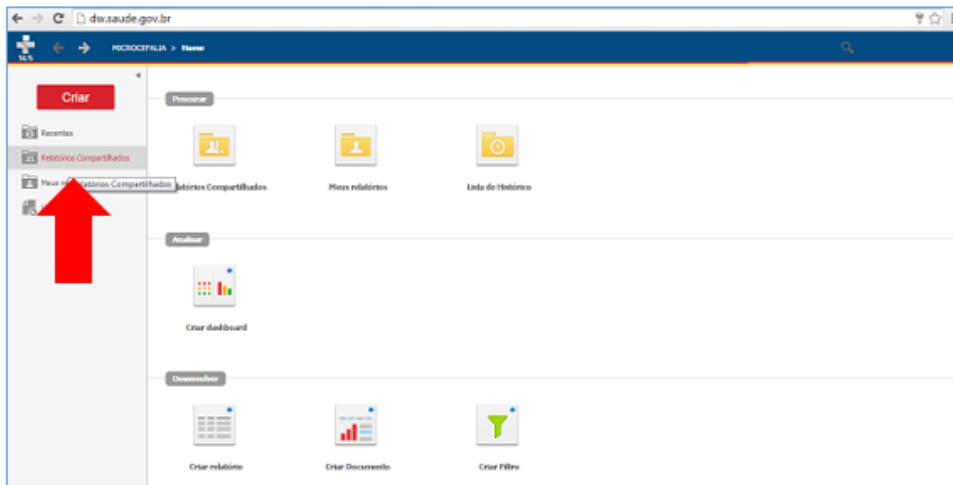 dw.saude.gov.br
SUS
MICROCEFALIA > Home
Criar
Recentes
Relatórios Compartilhados
Meus
Relatórios Compartilhados
Procurar
Relatórios Compartilhados
Meus relatórios
Lista de Histórico
Analisar
Criar dashboard
Desenvolver
Criar relatório
Criar Documento
Criar Filtro